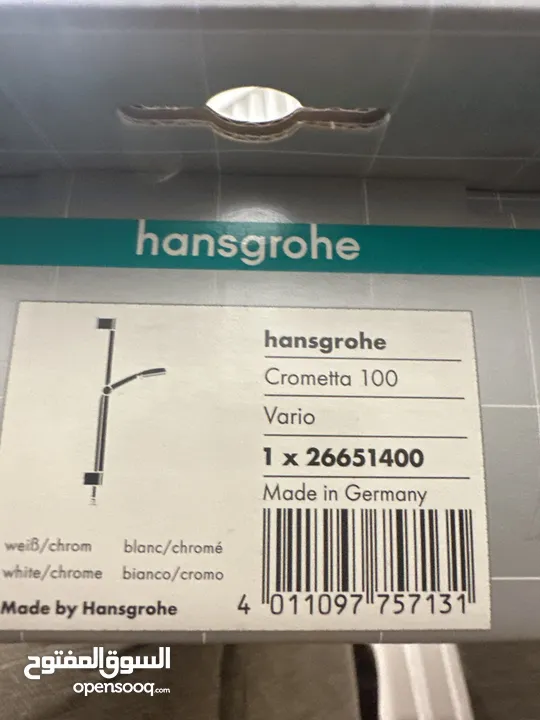 hansgrohe
hansgrohe
Crometta 100
Vario
1 x 26651400
Made in Germany
weiß/chrom blanc/chromé
white/chrome bianco/cromo
Made by Hansgrohe
4 011097 757131
السوق المفتوح
opensooq.com